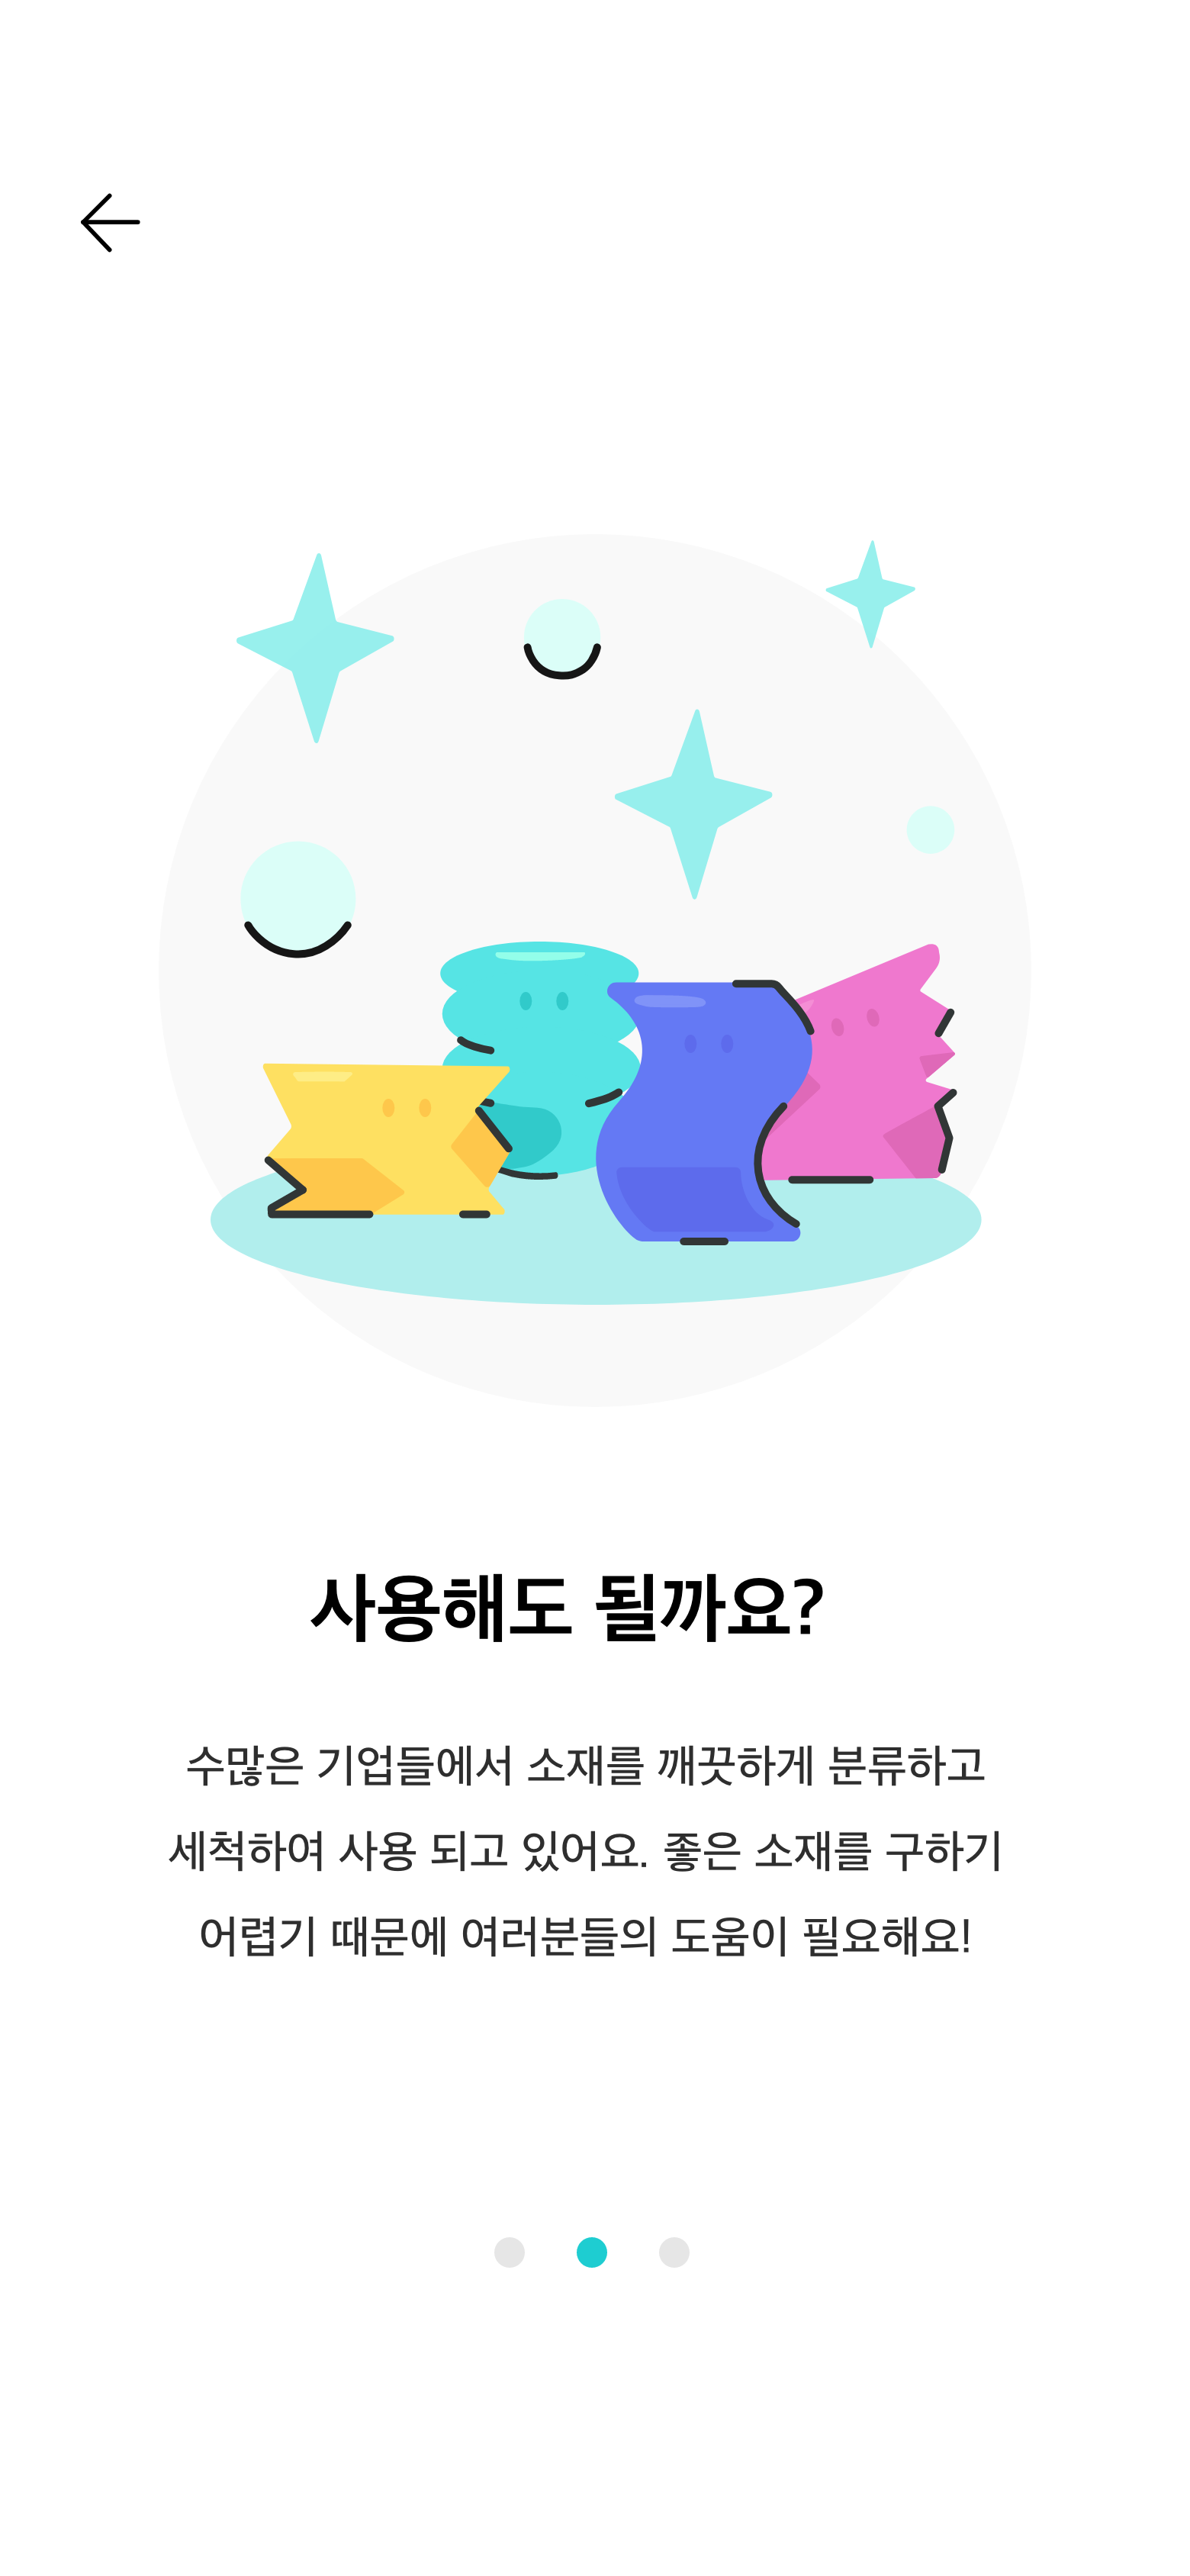 사용해도 될까요?
수많은 기업들에서 소재를 깨끗하게 분류하고
세척하여 사용 되고 있어요. 좋은 소재를 구하기
어렵기 때문에 여러분들의 도움이 필요해요!